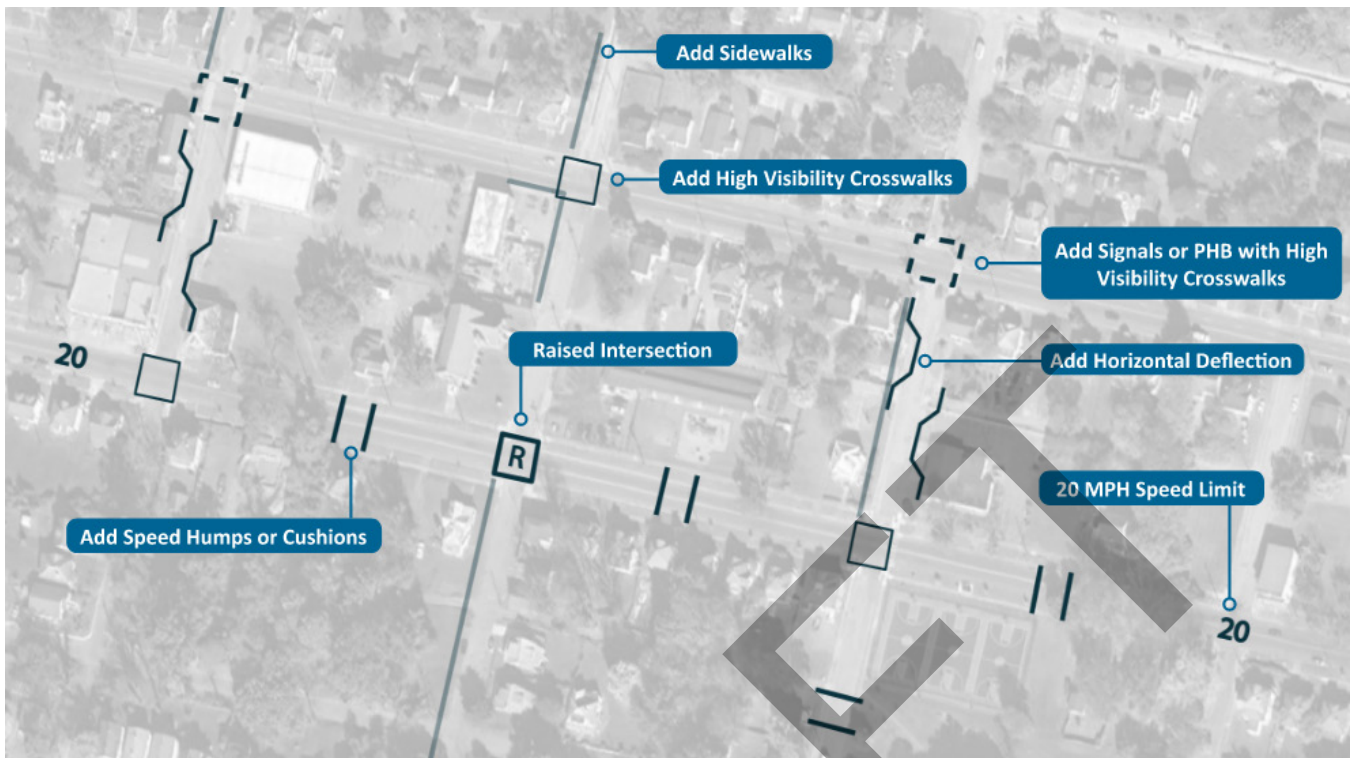 Add Sidewalks
Add High Visibility Crosswalks
Add Signals or PHB with High
Visibility Crosswalks
Raised Intersection
20
Add Horizontal Deflection
R
20 MPH Speed Limit
Add Speed Humps or Cushions
20
ET